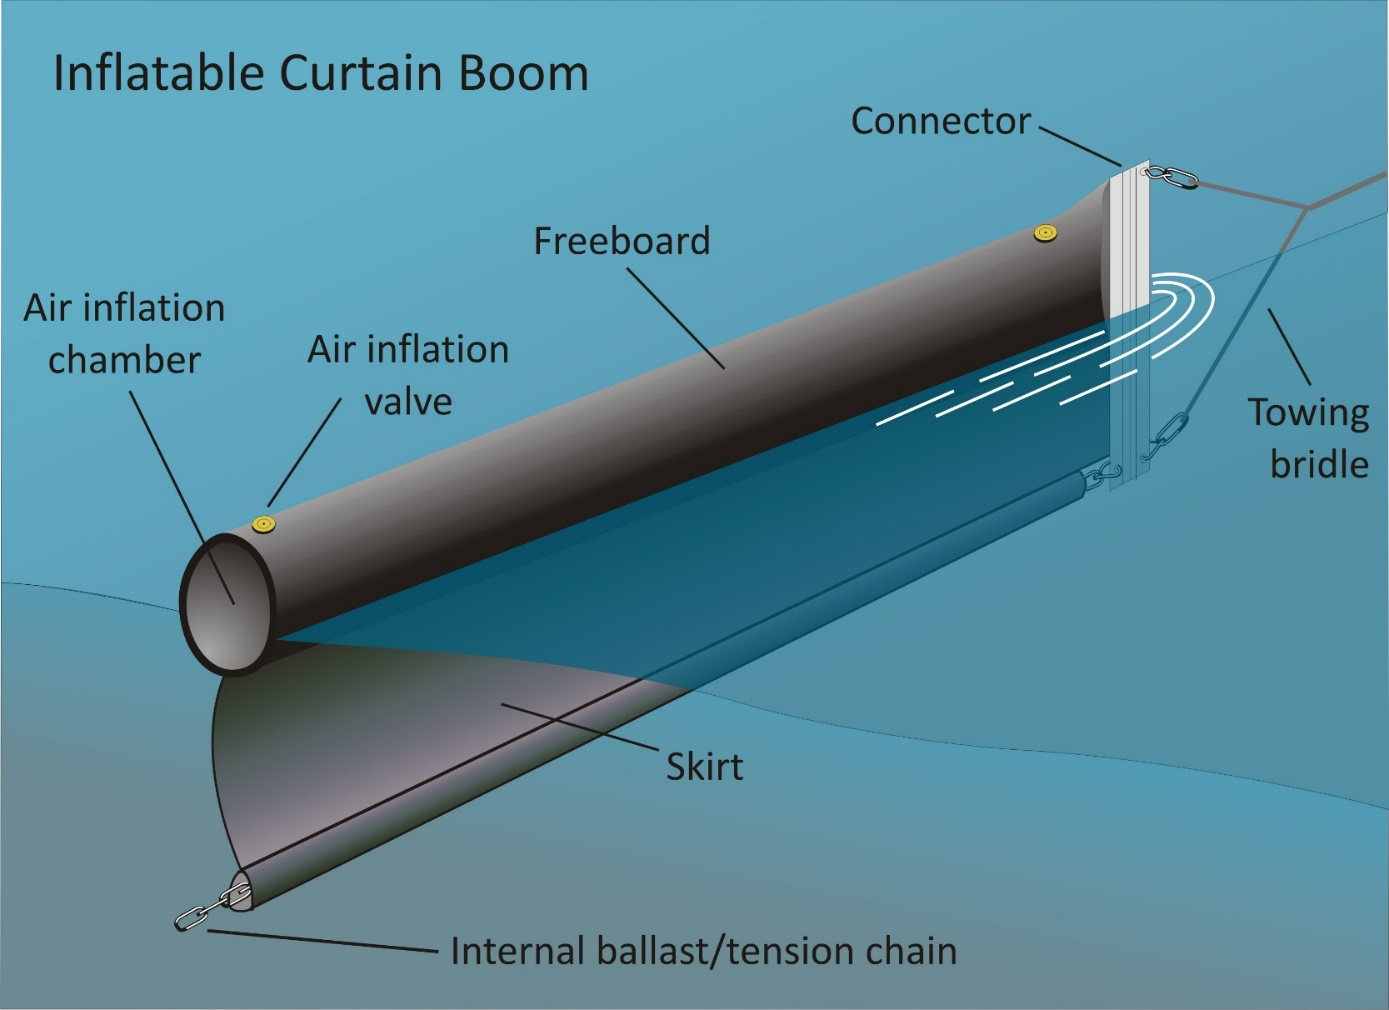 Inflatable Curtain Boom
Connector
Freeboard
Air inflation
chamber
Air inflation
valve
Towing
bridle
Skirt
Internal ballast/tension chain